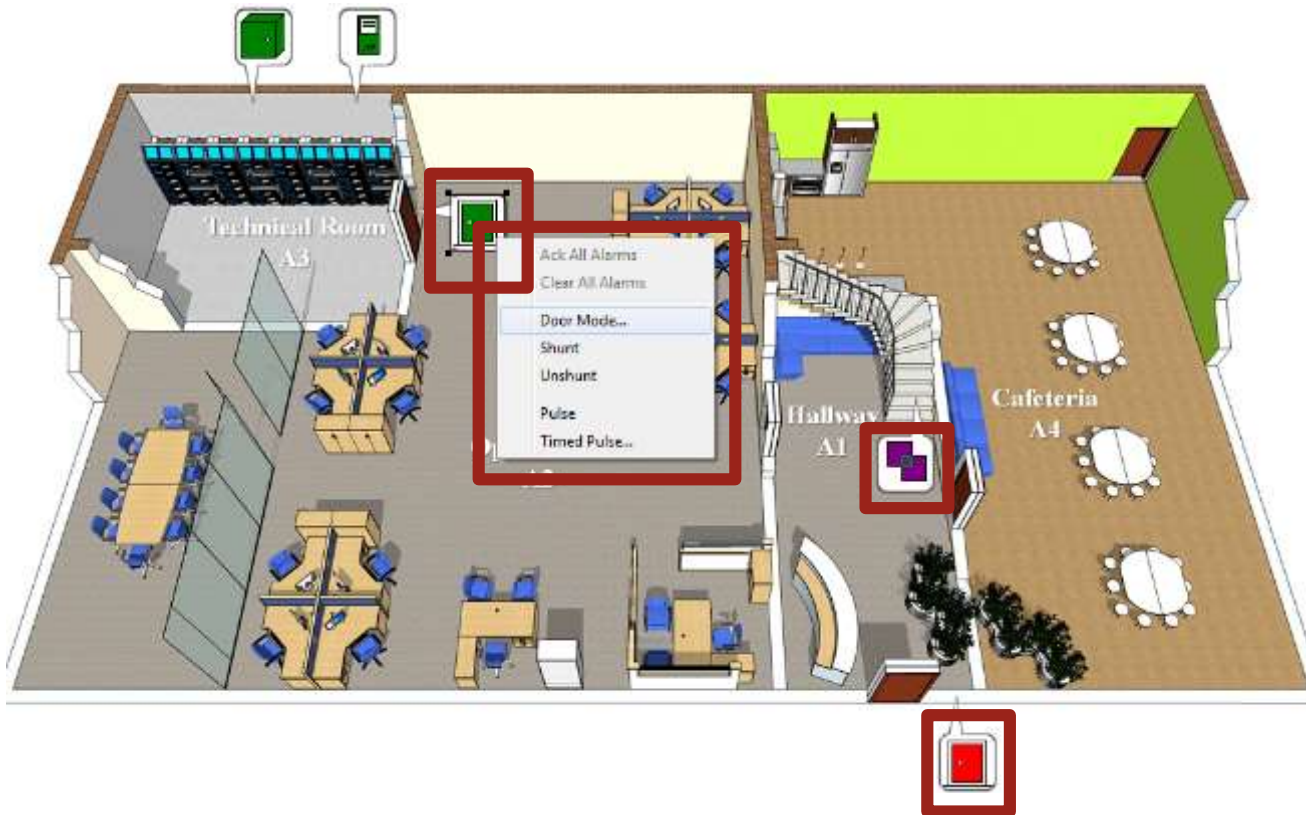 Technical Room
A3
Ack All Alarms
Clear All Alarms
Door Mode...
Shunt
Unshunt
Pulse
Timed Pulse...
Hallway
A1
Cafeteria
A4
A2